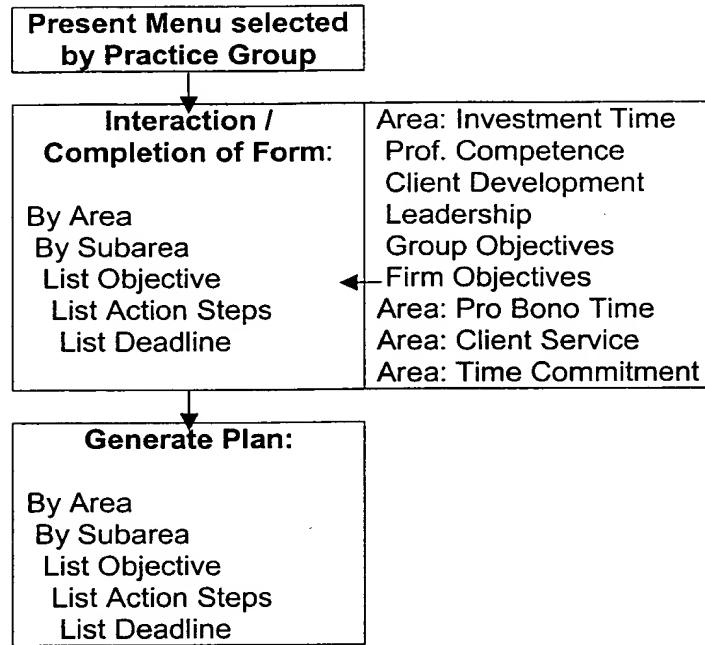 Present Menu selected
by Practice Group
Interaction /
Completion of Form:
By Area
By Subarea
List Objective
List Action Steps
List Deadline
Area: Investment Time
Prof. Competence
Client Development
Leadership
Group Objectives
Firm Objectives
Area: Pro Bono Time
Area: Client Service
Area: Time Commitment
Generate Plan:
By Area
By Subarea
List Objective
List Action Steps
List Deadline